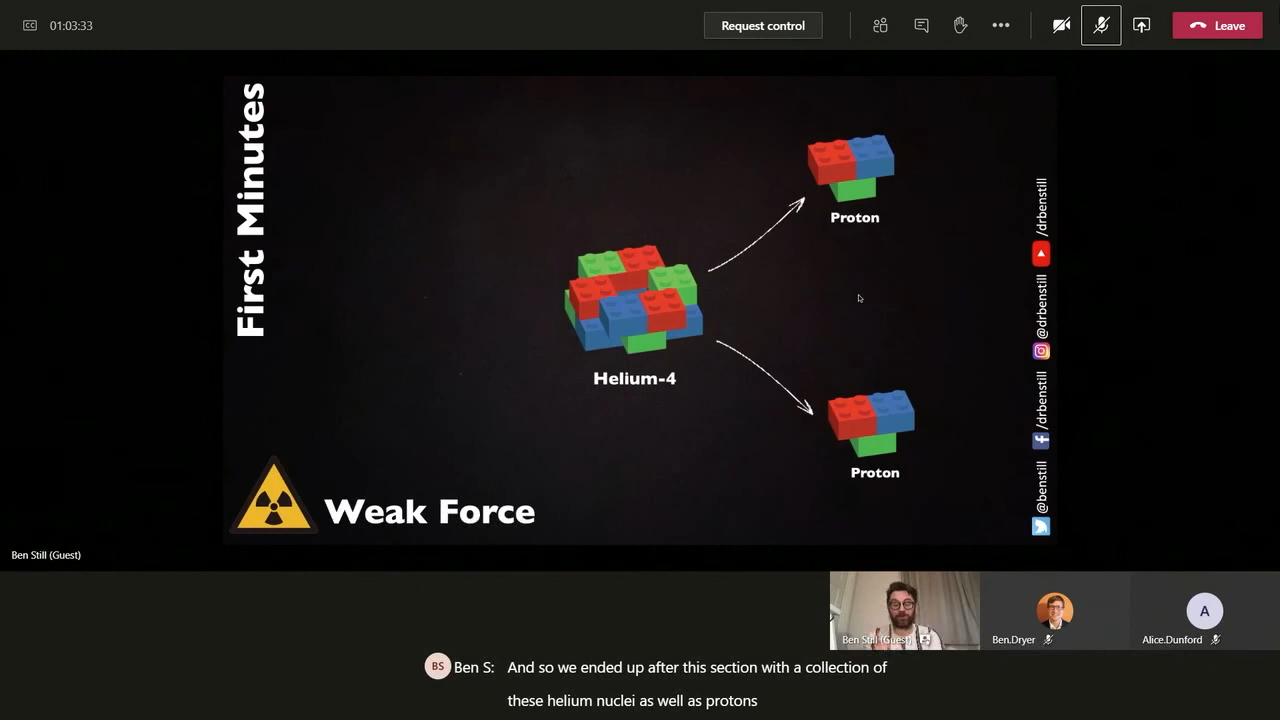 CC 01:03:33
Request control
Leave
First Minutes
Proton
Helium-4
Proton
Weak Force
/drbenstill
@drbenstill
/drbenstill
@benstill
Ben Still (Guest)
Ben Still (Guest)
Ben.Dryer
A
Alice.Dunford
BS Ben S: And so we ended up after this section with a collection of
these helium nuclei as well as protons